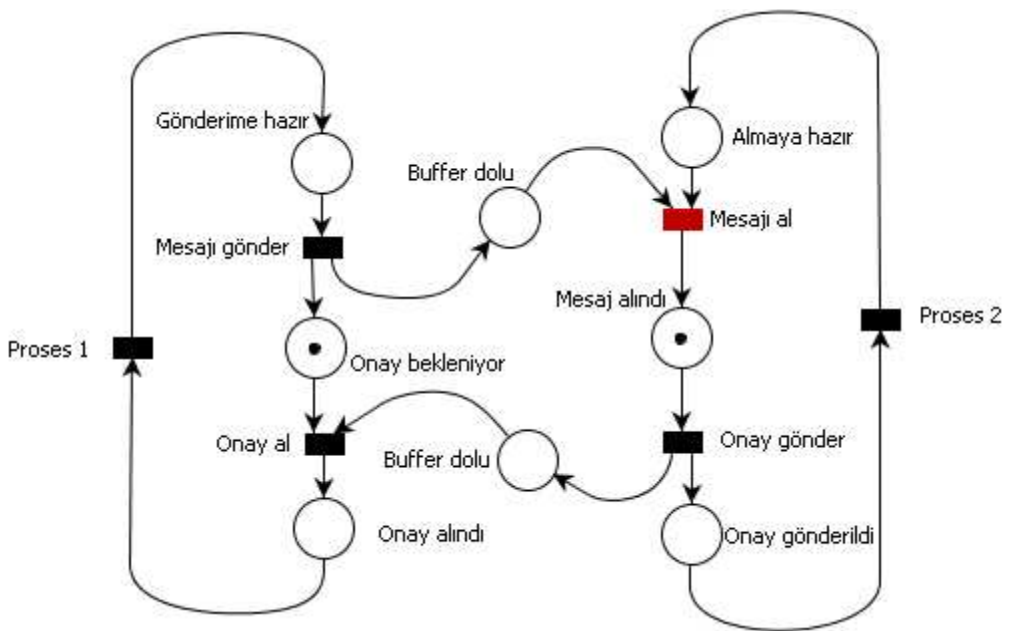 Gönderime hazır
Almaya hazır
Buffer dolu
Mesajı gönder
Mesajı al
Mesaj alındı
Proses 1
Proses 2
Onay bekleniyor
Onay al
Buffer dolu
Onay gönder
Onay alındı
Onay gönderildi